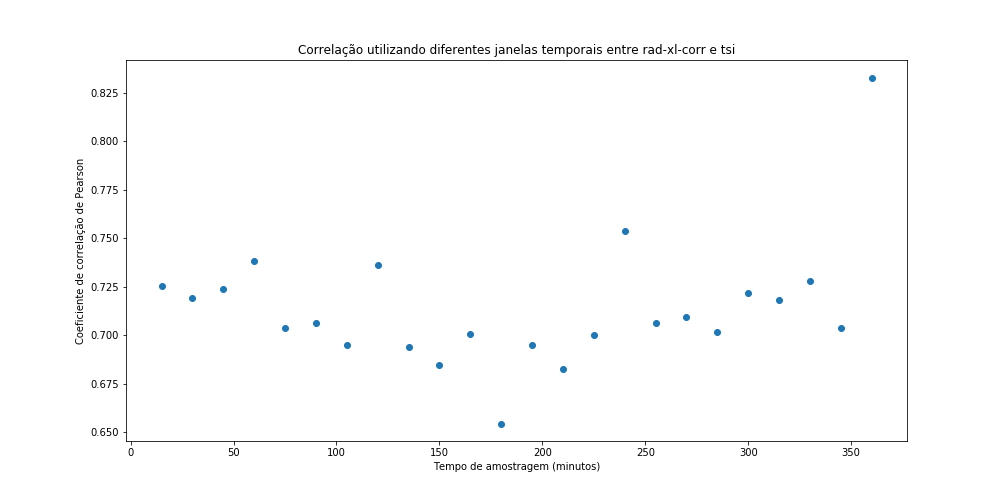 Correlação utilizando diferentes janelas temporais entre rad-xl-corr e tsi
0.825
0.800
0.775
0.750
0.725
0.700
0.675
0.650
Coeficiente de correlação de Pearson
0 50 100 150 200 250 300 350
Tempo de amostragem (minutos)